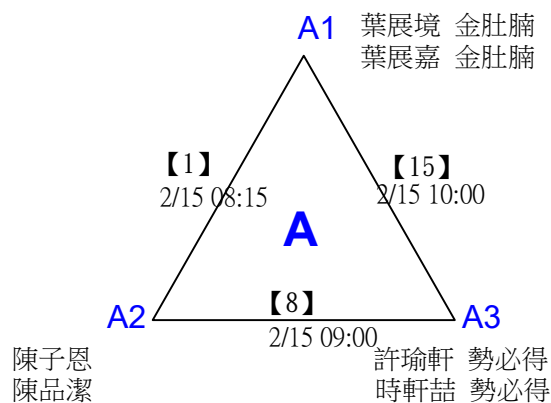 A1 葉展境 金肚腩
葉展嘉 金肚腩
【1】
2/15 08:15
【15】
2/15 10:00
A
A2
【8】
2/15 09:00
A3
陳子恩
陳品潔
許瑜軒 勢必得
時軒喆 勢必得